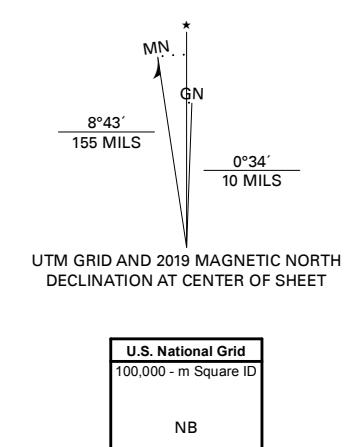 MN
GN
8°43´
155 MILS
0°34´
10 MILS
UTM GRID AND 2019 MAGNETIC NORTH
DECLINATION AT CENTER OF SHEET
U.S. National Grid
100,000 - m Square ID
NB